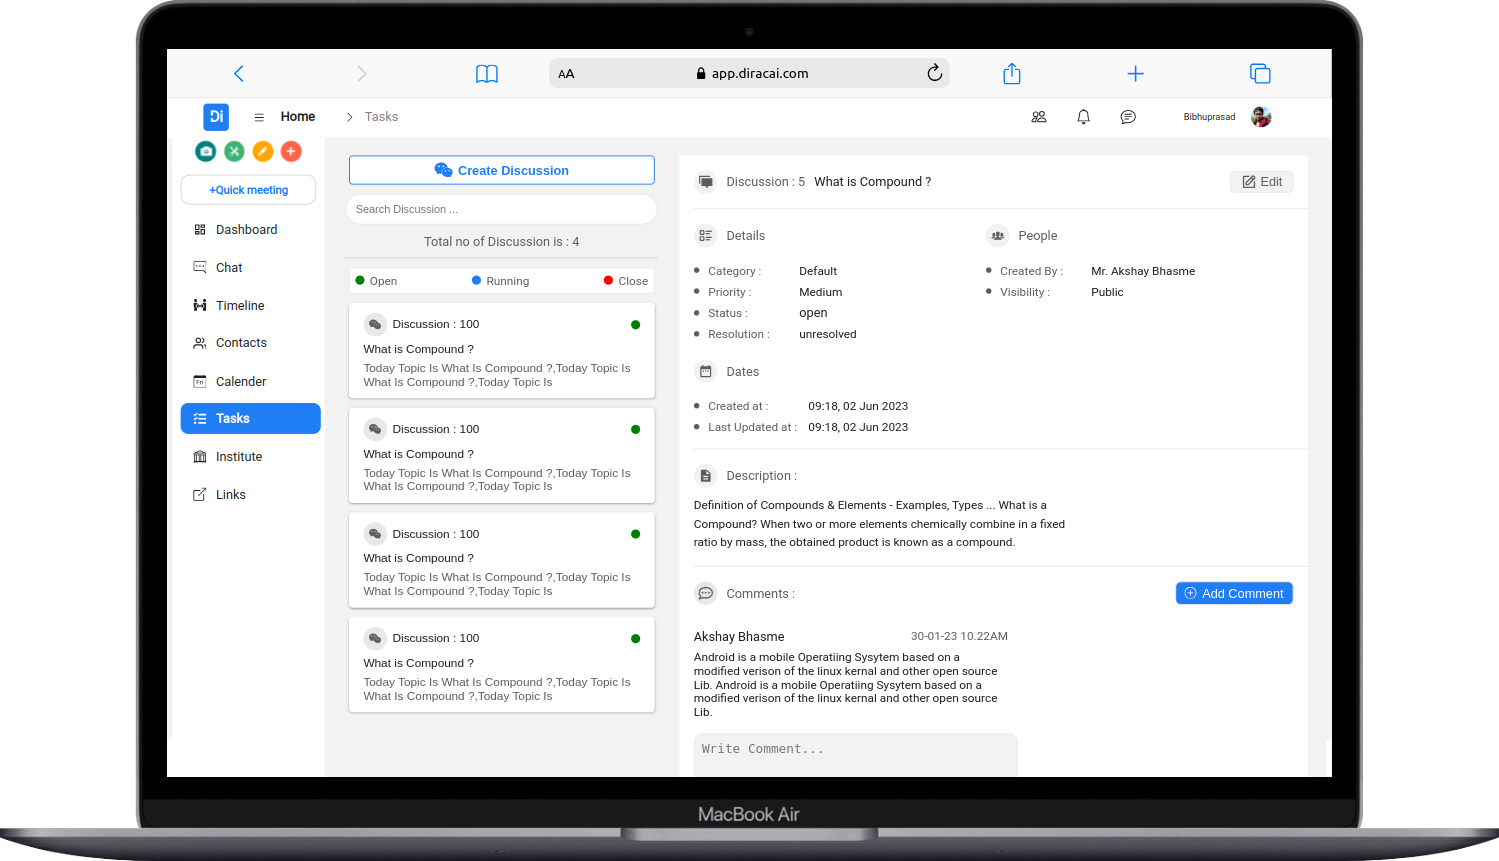 AA
app.diracai.com
Di
Home
Tasks
Bibhuprasad
+Quick meeting
Dashboard
Chat
Timeline
Contacts
Fri
Calender
Tasks
Institute
Links
Create Discussion
Search Discussion ...
Total no of Discussion is : 4
Open
Running
Close
Discussion : 100
What is Compound ?
Today Topic Is What Is Compound ?,Today Topic Is
What Is Compound ?,Today Topic Is
Discussion : 100
What is Compound ?
Today Topic Is What Is Compound ?,Today Topic Is
What Is Compound ?,Today Topic Is
Discussion : 100
What is Compound ?
Today Topic Is What Is Compound ?,Today Topic Is
What Is Compound ?,Today Topic Is
Discussion : 100
What is Compound ?
Today Topic Is What Is Compound ?,Today Topic Is
What Is Compound ?,Today Topic Is
Discussion : 5 What is Compound ?
Edit
Details
Category : Default
Priority : Medium
Status : open
Resolution : unresolved
People
Created By : Mr. Akshay Bhasme
Visibility : Public
Dates
Created at : 09:18, 02 Jun 2023
Last Updated at : 09:18, 02 Jun 2023
Description :
Definition of Compounds & Elements - Examples, Types ... What is a
Compound? When two or more elements chemically combine in a fixed
ratio by mass, the obtained product is known as a compound.
Comments :
Add Comment
Akshay Bhasme
30-01-23 10.22AM
Android is a mobile Operatiing Sysytem based on a
modified verison of the linux kernal and other open source
Lib. Android is a mobile Operatiing Sysytem based on a
modified verison of the linux kernal and other open source
Lib.
Write Comment...
MacBook Air